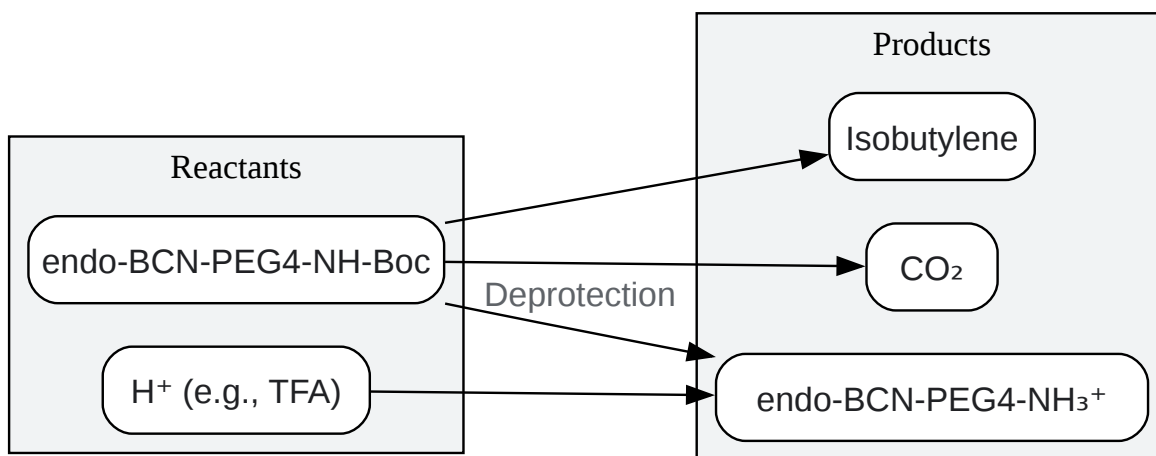 Reactants
endo-BCN-PEG4-NH-Boc
H⁺ (e.g., TFA)
Deprotection
Products
Isobutylene
CO₂
endo-BCN-PEG4-NH₃⁺